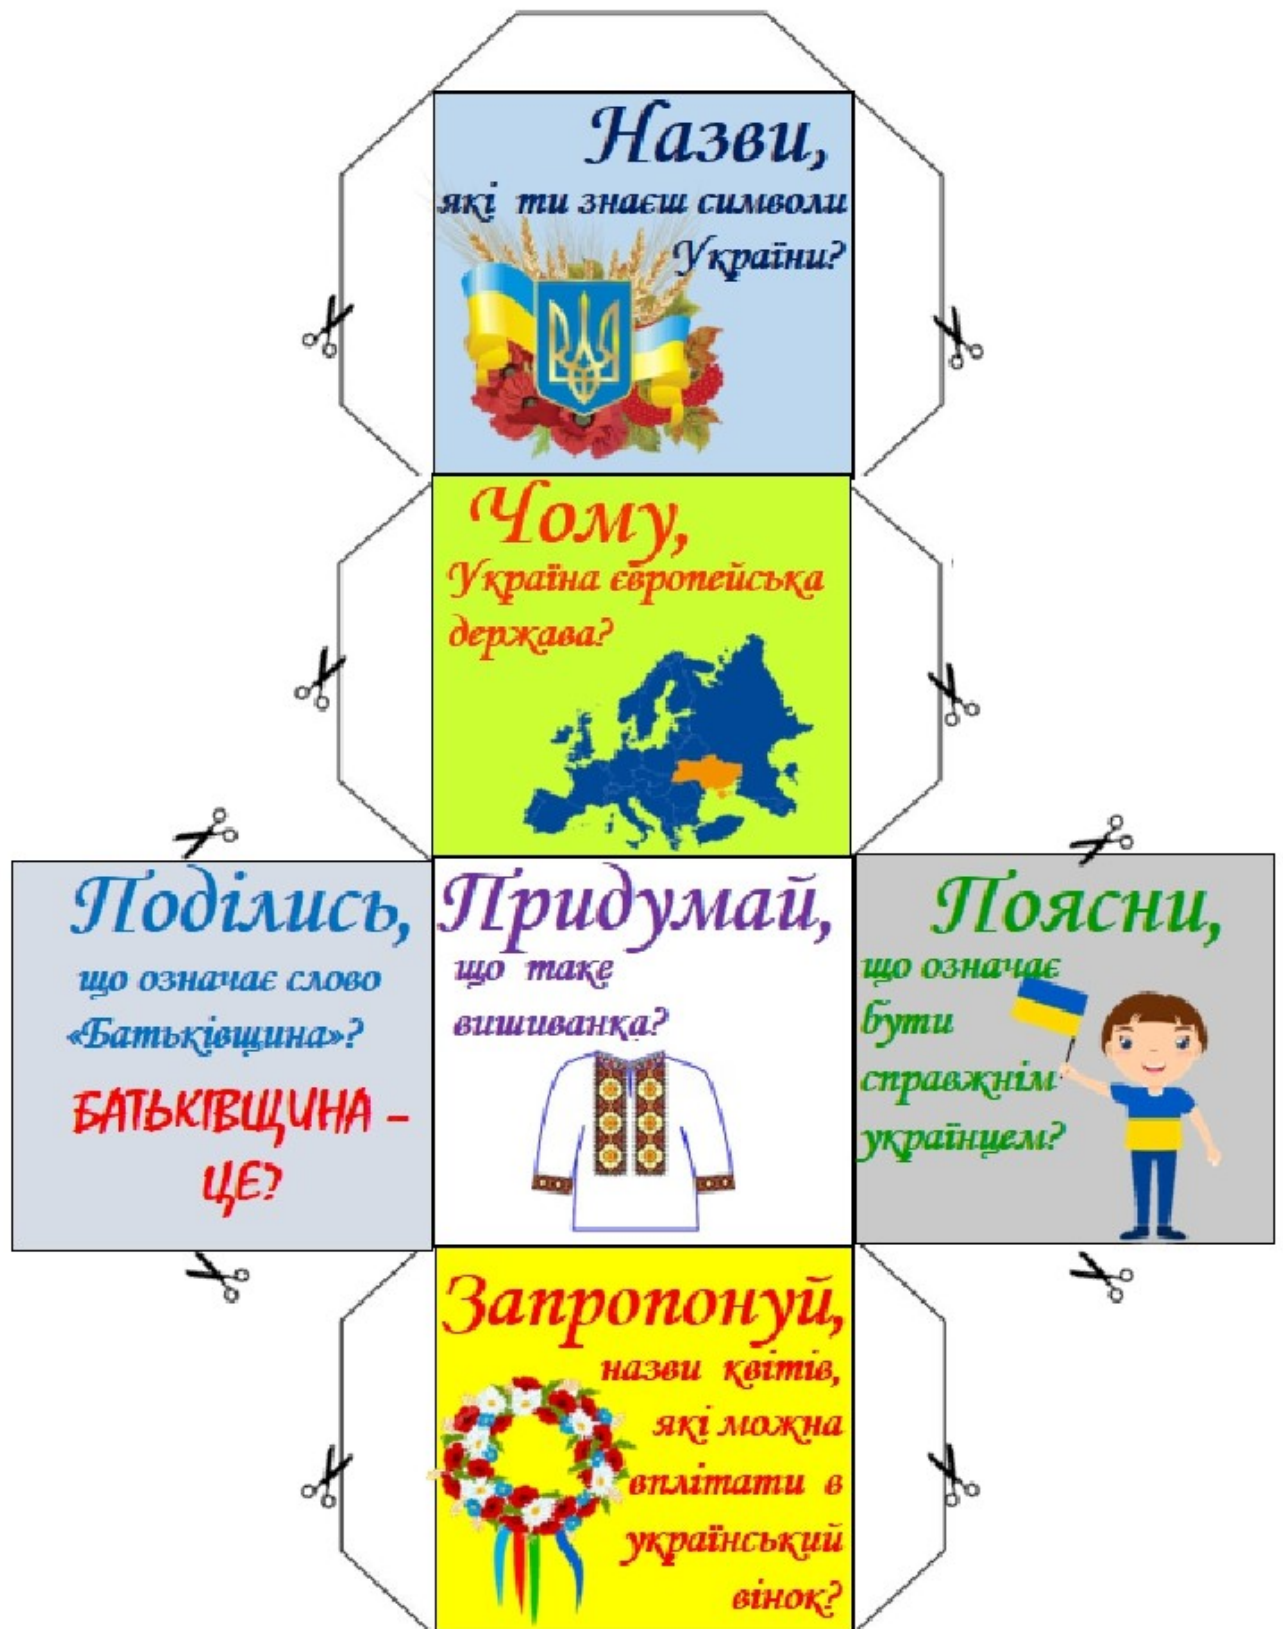 Назви,
які ти знаєш символи
України?
Чому,
Україна європейська
держава?
Поділись,
що означає слово
«Батьківщина»?
БАТЬКІВЩИНА –
ЦЕ?
Придумай,
що таке
вишиванка?
Поясни,
що означає
бути
справжнім
українцем?
Запропонуй,
назви квітів,
які можна
вплітати в
український
вінок?